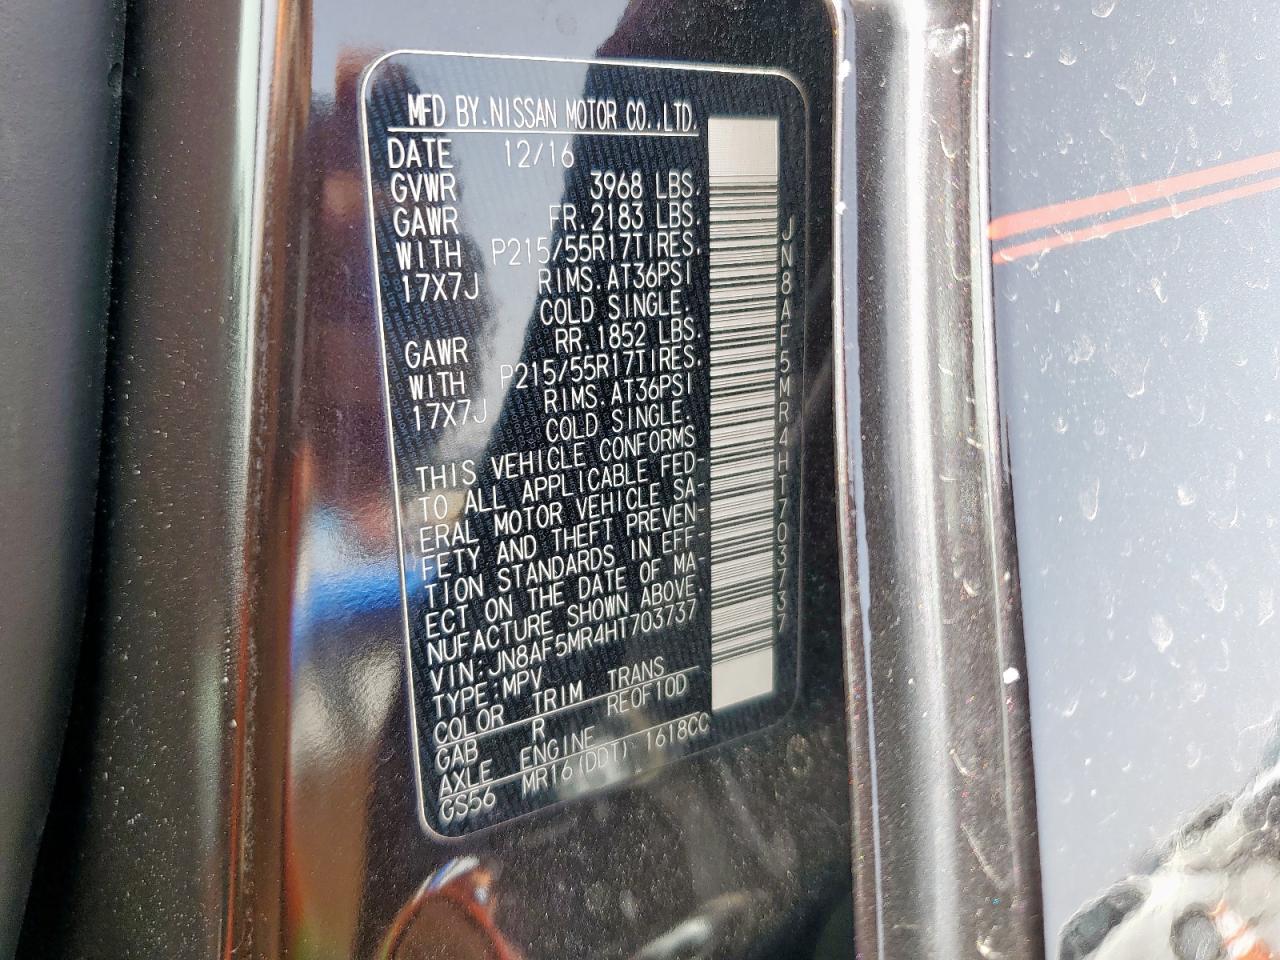 MFD BY.NISSAN MOTOR CO.,LTD.
DATE 12/16
GVWR 3968 LBS.
GAWR FR.2183 LBS.
WITH P215/55R17TIRES.
17X7J RIMS.AT36PSI
COLD SINGLE.
GAWR RR.1852 LBS.
WITH P215/55R17TIRES.
17X7J RIMS.AT36PSI
COLD SINGLE.
THIS VEHICLE CONFORMS
TO ALL APPLICABLE FED-
ERAL MOTOR VEHICLE SA-
FETY AND THEFT PREVEN-
TION STANDARDS IN EFF-
ECT ON THE DATE OF MA-
NUFACTURE SHOWN ABOVE.
VIN:JN8AF5MR4HT703737
TYPE:MPV
COLOR TRIM TRANS
GAB R RE0F10D
AXLE ENGINE
GS56 MR16(DDT) 1618CC
JN8AF5MR4HT703737